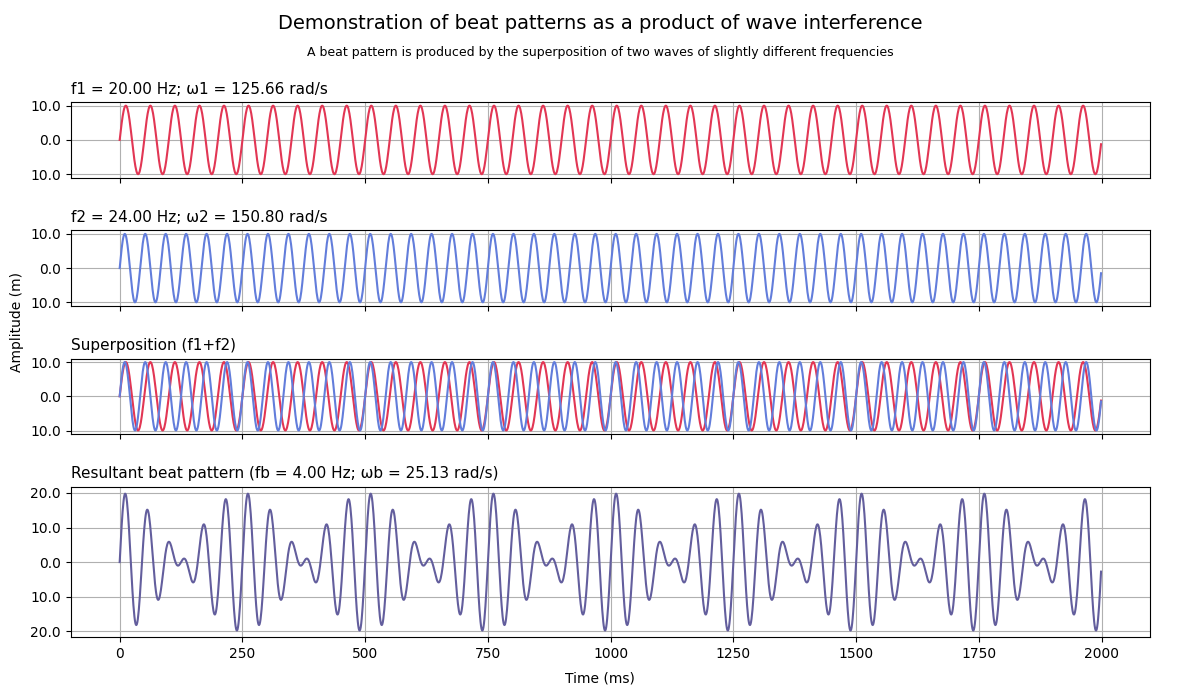 Demonstration of beat patterns as a product of wave interference
A beat pattern is produced by the superposition of two waves of slightly different frequencies
f1 = 20.00 Hz; ω1 = 125.66 rad/s
10.0
0.0
10.0
f2 = 24.00 Hz; ω2 = 150.80 rad/s
10.0
0.0
10.0
Amplitude (m)
Superposition (f1+f2)
10.0
0.0
10.0
Resultant beat pattern (fb = 4.00 Hz; ωb = 25.13 rad/s)
20.0
10.0
0.0
10.0
20.0
0 250 500 750 1000 1250 1500 1750 2000
Time (ms)